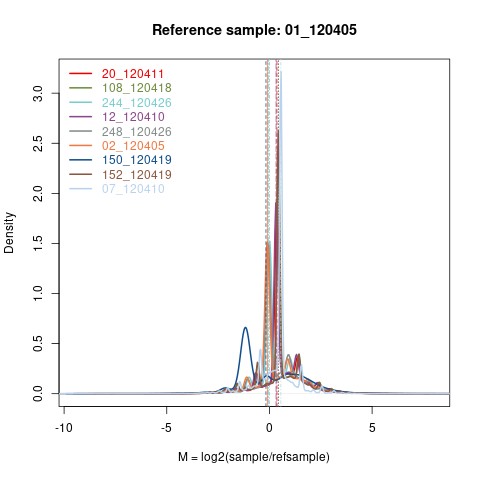 Reference sample: 01_120405
20_120411
108_120418
244_120426
12_120410
248_120426
02_120405
150_120419
152_120419
07_120410
Density
0.0 0.5 1.0 1.5 2.0 2.5 3.0
-10 -5 0 5
M = log2(sample/refsample)